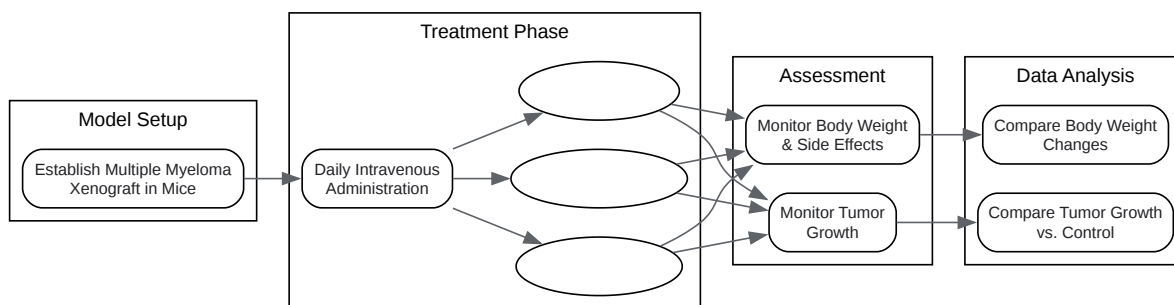 Treatment Phase
Model Setup
Establish Multiple Myeloma
Xenograft in Mice
Daily Intravenous
Administration
Assessment
Monitor Body Weight
& Side Effects
Monitor Tumor
Growth
Data Analysis
Compare Body Weight
Changes
Compare Tumor Growth
vs. Control